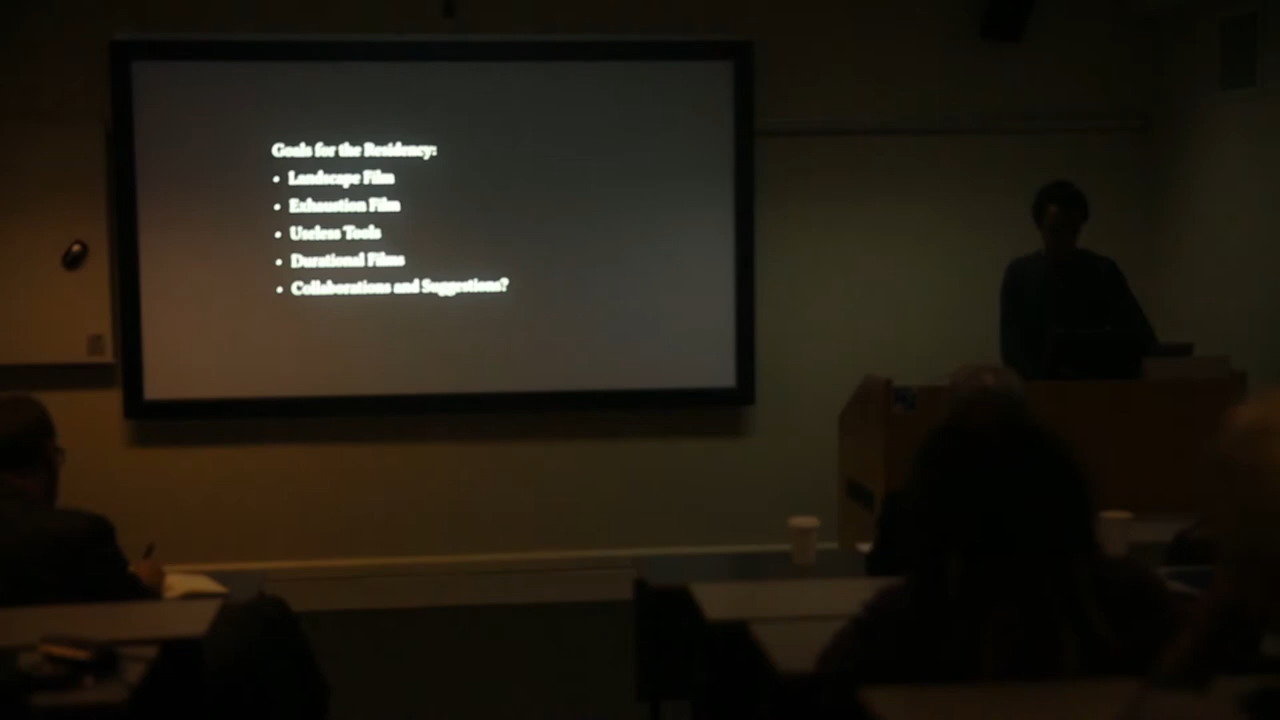 Goals for the Residency:
• Landscape Film
• Exhaustion Film
• Useless Tools
• Durational Films
• Collaborations and Suggestions?